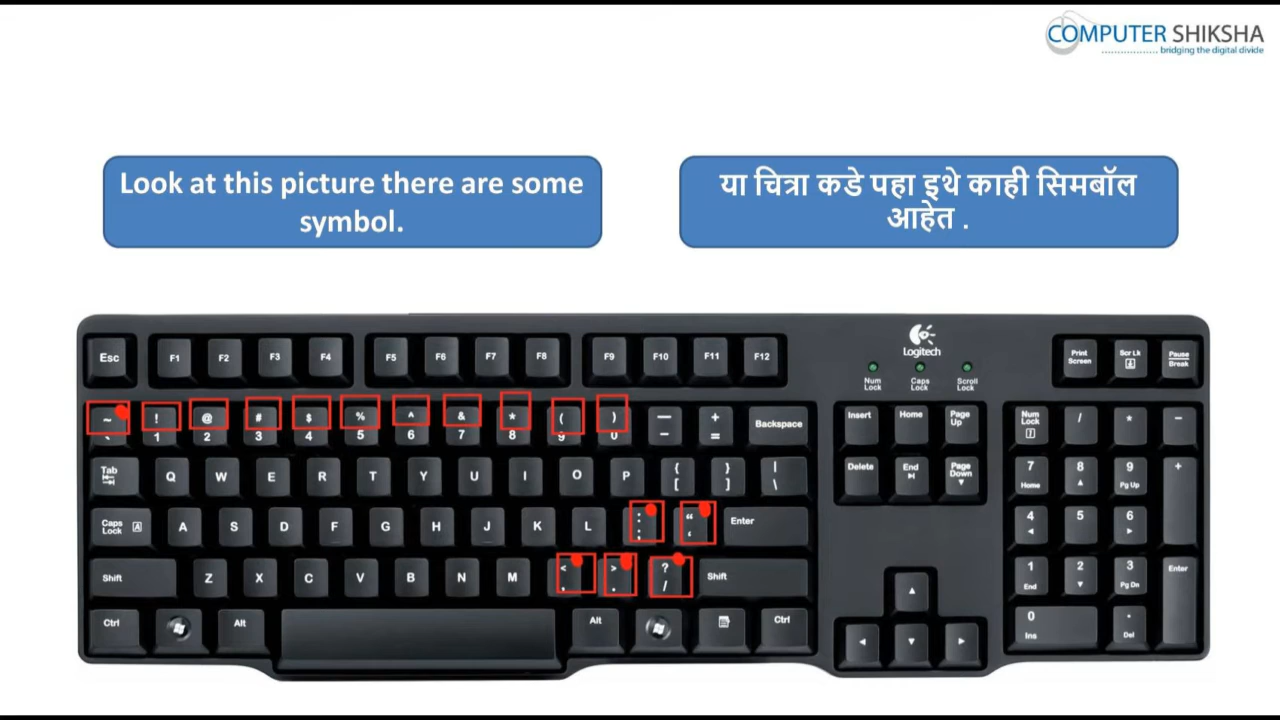 COMPUTER SHIKSHA
bridging the digital divide
Look at this picture there are some
symbol.
या चित्रा कडे पहा इथे काही सिमबॉल
आहेत .
Logitech
Esc F1 F2 F3 F4 F5 F6 F7 F8 F9 F10 F11 F12
Print Screen Scr Lk Pause Break
Num Lock Caps Lock Scroll Lock
~ ! @ # $ % ^ & * ( ) — +
` 1 2 3 4 5 6 7 8 9 0 – = Backspace
Insert Home Page Up
Num Lock / * –
Tab Q W E R T Y U I O P { [ } ] | \
Delete End Page Down
7 Home 8 9 Pg Up +
Caps Lock A A S D F G H J K L : ; “ ‘ Enter
4 5 6
Shift Z X C V B N M < , > . ? / Shift
1 End 2 3 Pg Dn Enter
Ctrl Alt Alt Ctrl
0 Ins . Del